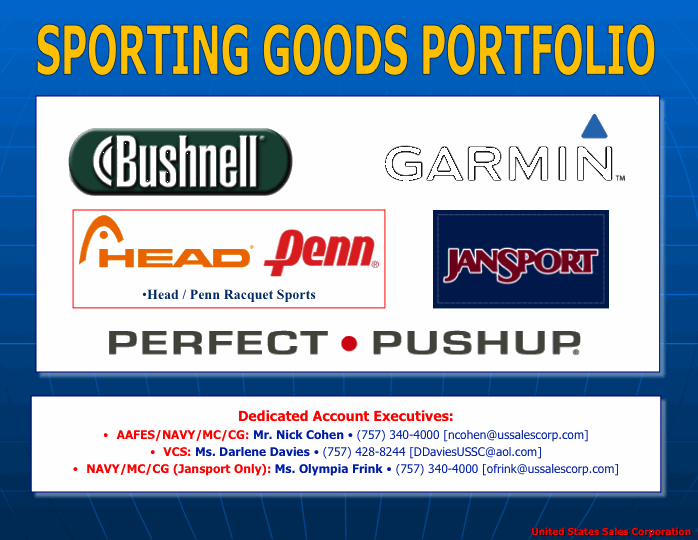 SPORTING GOODS PORTFOLIO
Bushnell®
GARMIN™
HEAD® Penn®
•Head / Penn Racquet Sports
JANSPORT
PERFECT • PUSHUP®
Dedicated Account Executives:
• AAFES/NAVY/MC/CG: Mr. Nick Cohen • (757) 340-4000 [ncohen@ussalescorp.com]
• VCS: Ms. Darlene Davies • (757) 428-8244 [DDaviesUSSC@aol.com]
• NAVY/MC/CG (Jansport Only): Ms. Olympia Frink • (757) 340-4000 [ofrink@ussalescorp.com]
United States Sales Corporation